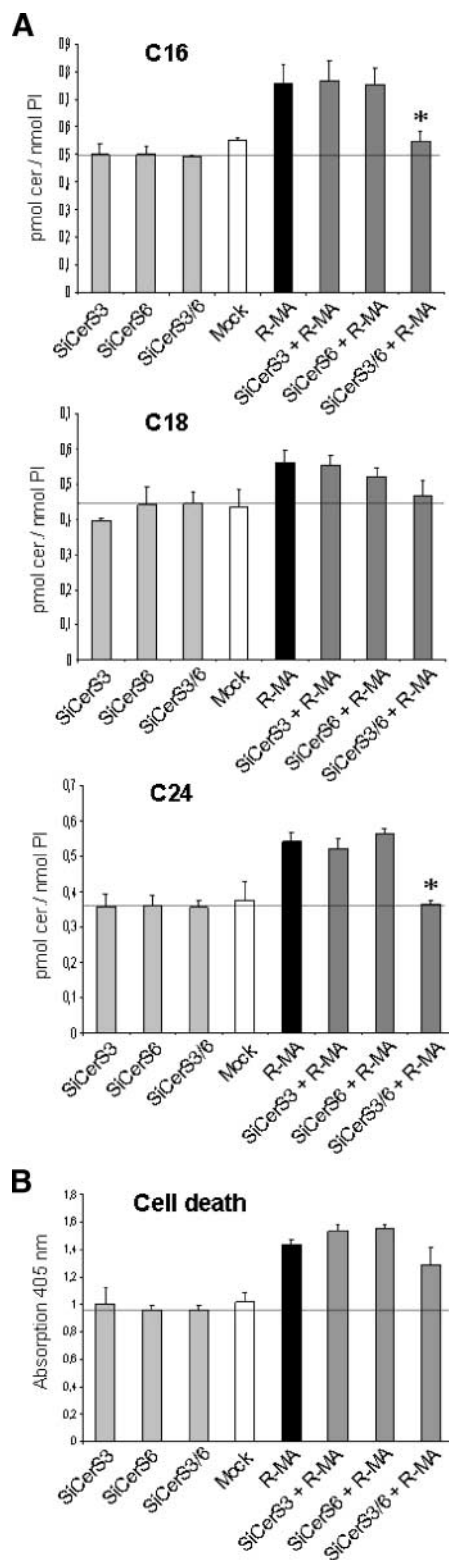 A
C16
pmol cer./ nmol PI
0,9
0,8
0,7
0,6
0,5
0,4
0,3
0,2
0,1
0
*
SiCerS3
SiCerS6
SiCerS3/6
Mock
R-MA
SiCerS3 + R-MA
SiCerS6 + R-MA
SiCerS3/6 + R-MA
C18
pmol cer./ nmol PI
0,7
0,6
0,5
0,4
0,3
0,2
0,1
0
SiCerS3
SiCerS6
SiCerS3/6
Mock
R-MA
SiCerS3 + R-MA
SiCerS6 + R-MA
SiCerS3/6 + R-MA
C24
pmol cer./ nmol PI
0,7
0,6
0,5
0,4
0,3
0,2
0,1
0
*
SiCerS3
SiCerS6
SiCerS3/6
Mock
R-MA
SiCerS3 + R-MA
SiCerS6 + R-MA
SiCerS3/6 + R-MA
B
Cell death
Absorption 405 nm
1,8
1,6
1,4
1,2
1
0,8
0,6
0,4
0,2
0
SiCerS3
SiCerS6
SiCerS3/6
Mock
R-MA
SiCerS3 + R-MA
SiCerS6 + R-MA
SiCerS3/6 + R-MA